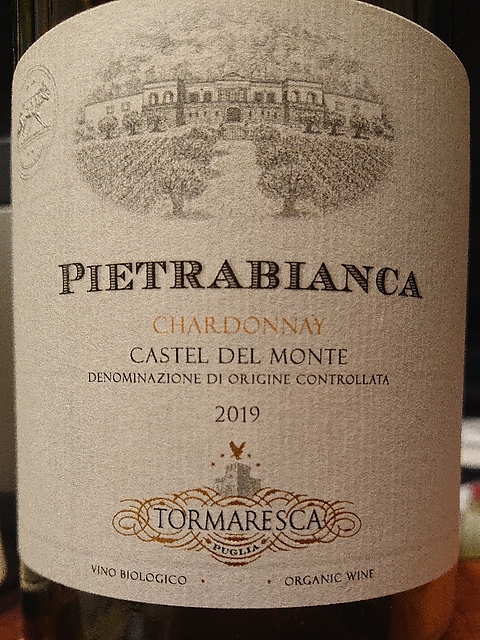 PIETRABIANCA
CHARDONNAY
CASTEL DEL MONTE
DENOMINAZIONE DI ORIGINE CONTROLLATA
2019
TORMARESCA
PUGLIA
VINO BIOLOGICO · · ORGANIC WINE